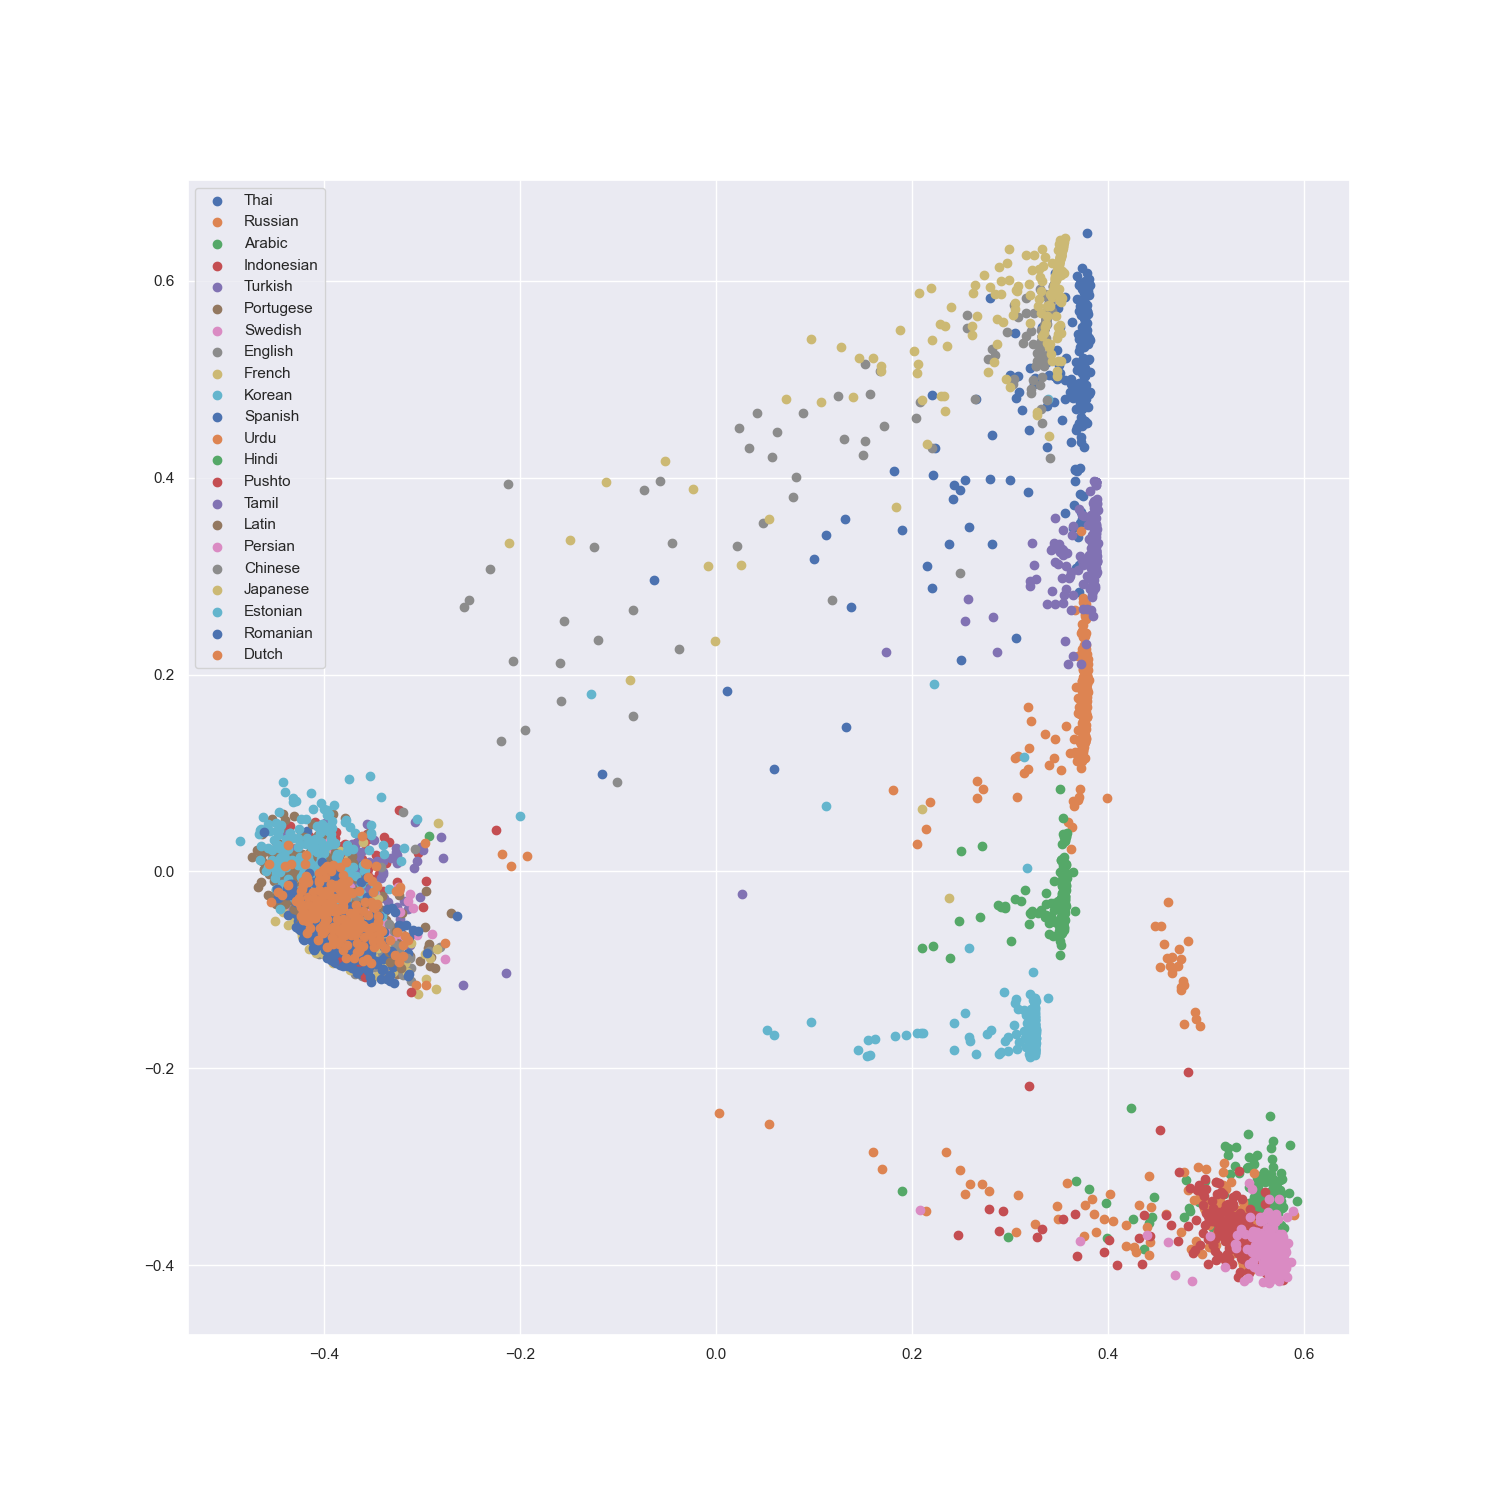 Thai
Russian
Arabic
Indonesian
Turkish
Portugese
Swedish
English
French
Korean
Spanish
Urdu
Hindi
Pushto
Tamil
Latin
Persian
Chinese
Japanese
Estonian
Romanian
Dutch
0.6
0.4
0.2
0.0
−0.2
−0.4
−0.4 −0.2 0.0 0.2 0.4 0.6